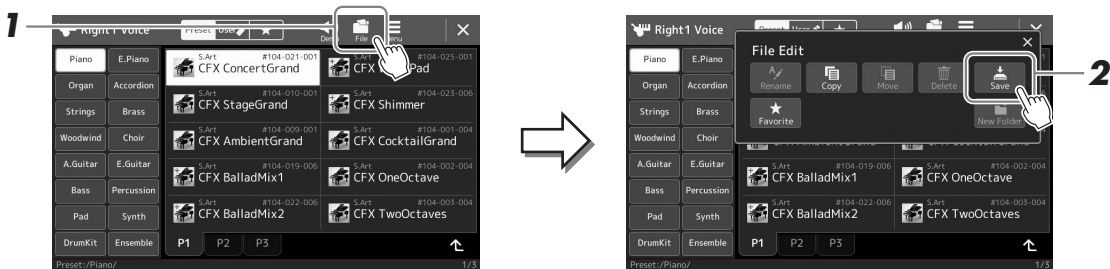 1
Right1 Voice
Preset User ★
Demo File Menu
Piano E.Piano
Organ Accordion
Strings Brass
Woodwind Choir
A.Guitar E.Guitar
Bass Percussion
Pad Synth
DrumKit Ensemble
S.Art #104-021-001
CFX ConcertGrand
#104-025-001
CFX Pad
S.Art #104-010-001
CFX StageGrand
S.Art #104-023-006
CFX Shimmer
S.Art #104-009-001
CFX AmbientGrand
S.Art #104-001-004
CFX CocktailGrand
S.Art #104-019-006
CFX BalladMix1
S.Art #104-002-004
CFX OneOctave
S.Art #104-022-006
CFX BalladMix2
S.Art #104-003-004
CFX TwoOctaves
P1 P2 P3
Preset:/Piano/ 1/3
Right1 Voice
File Edit
Rename Copy Move Delete Save
Favorite New Folder
2
Piano E.Piano
Organ Accordion
Strings Brass
Woodwind Choir
A.Guitar E.Guitar
Bass Percussion
Pad Synth
DrumKit Ensemble
S.Art #104-019-006
CFX BalladMix1
S.Art #104-002-004
CFX OneOctave
S.Art #104-022-006
CFX BalladMix2
S.Art #104-003-004
CFX TwoOctaves
P1 P2 P3
Preset:/Piano/ 1/3